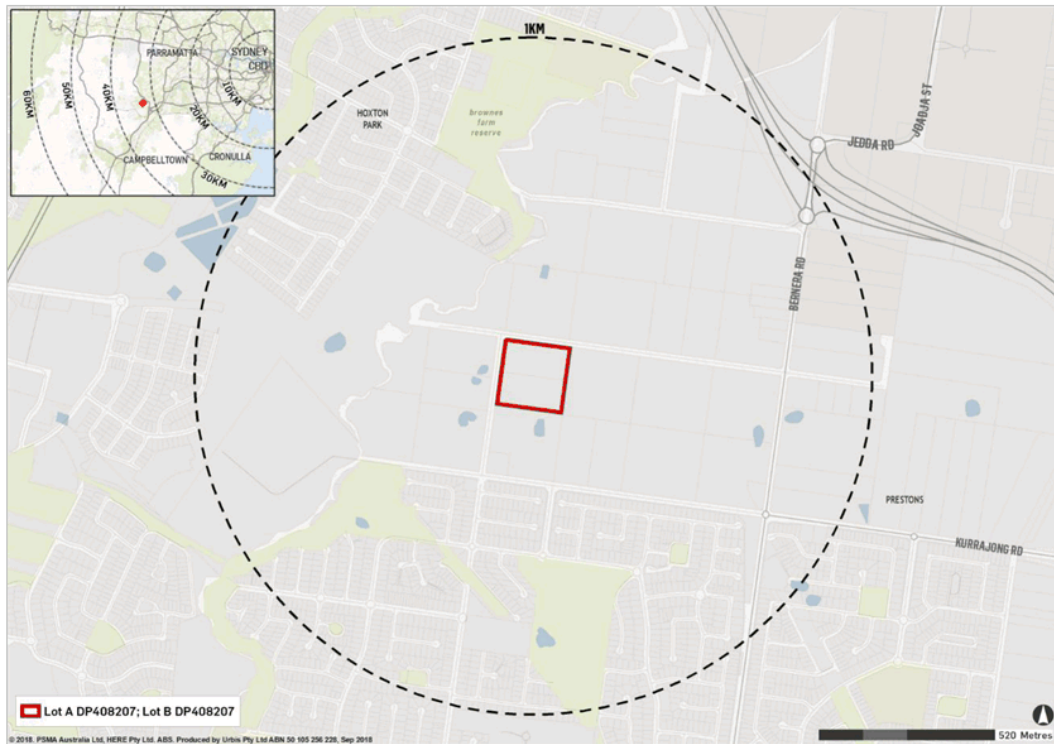 1KM
PARRAMATTA
SYDNEY
CBD
10KM
20KM
30KM
40KM
50KM
60KM
CAMPBELLTOWN
CRONULLA
HOXTON
PARK
brownes
farm
reserve
JEDDA RD
JOADJA ST
BERNERA RD
PRESTONS
KURRAJONG RD
Lot A DP408207; Lot B DP408207
520 Metres
© 2018. PSMA Australia Ltd, HERE Pty Ltd. ABS. Produced by Urbis Pty Ltd ABN 50 105 256 228, Sep 2018